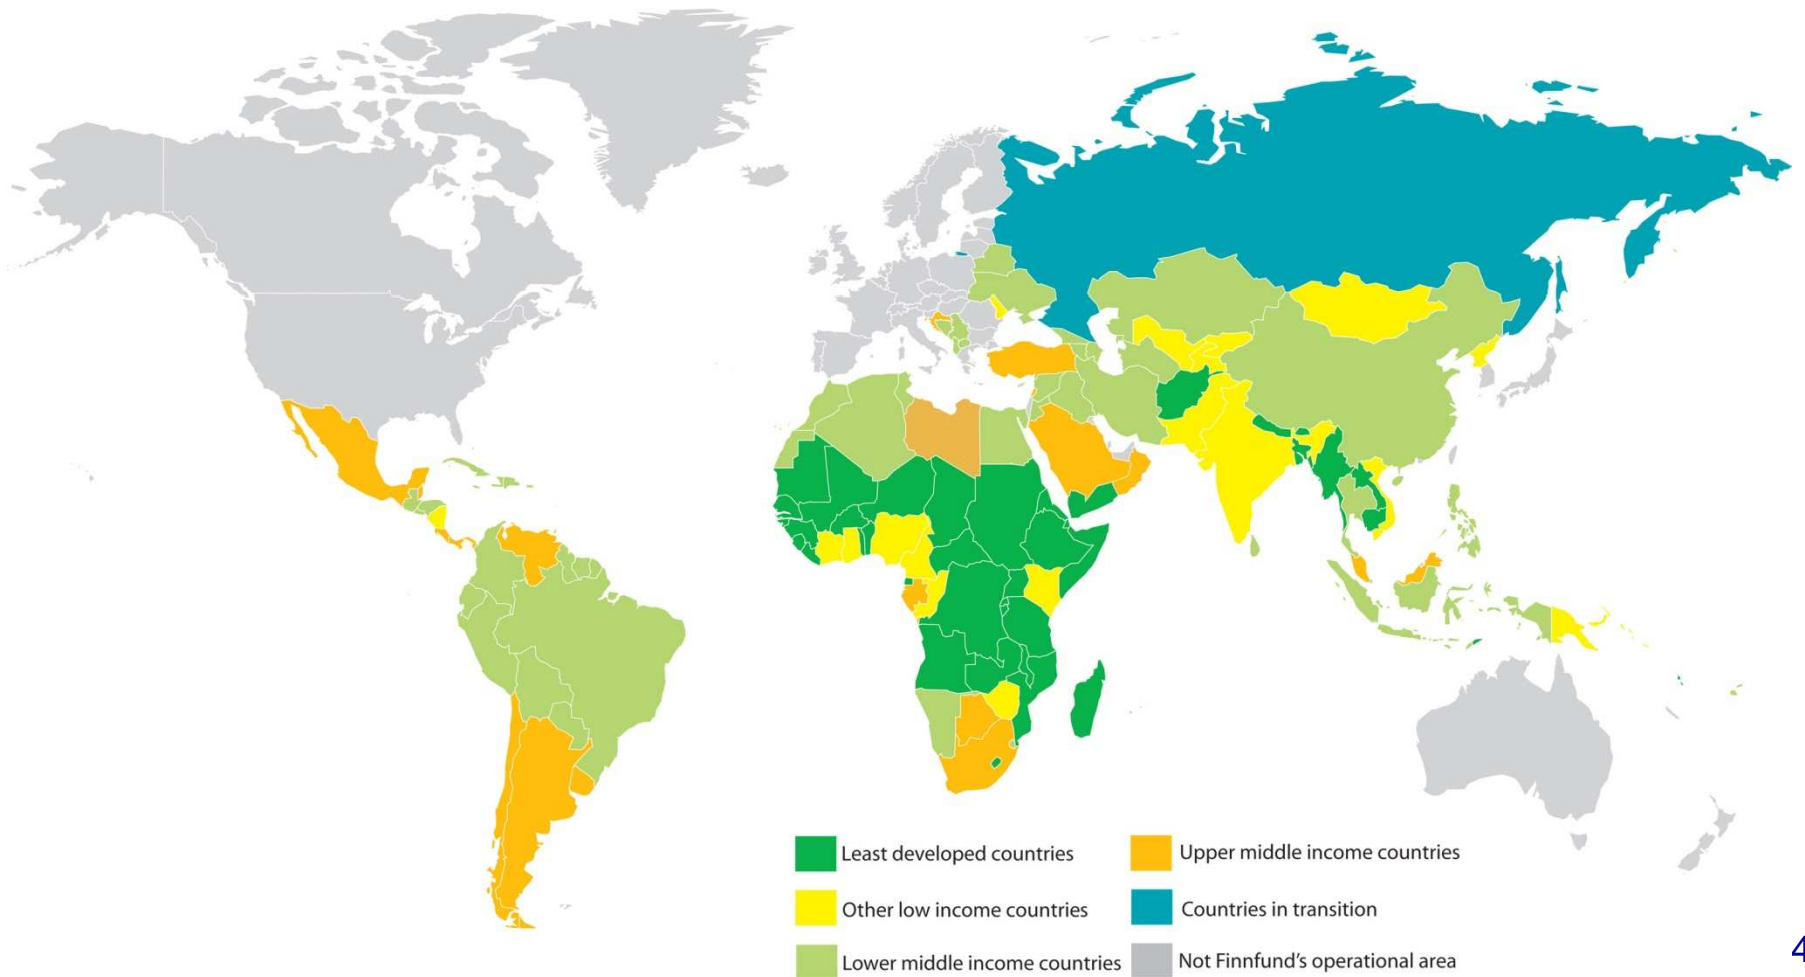 Least developed countries
Upper middle income countries
Other low income countries
Countries in transition
Lower middle income countries
Not Finnfund's operational area
4